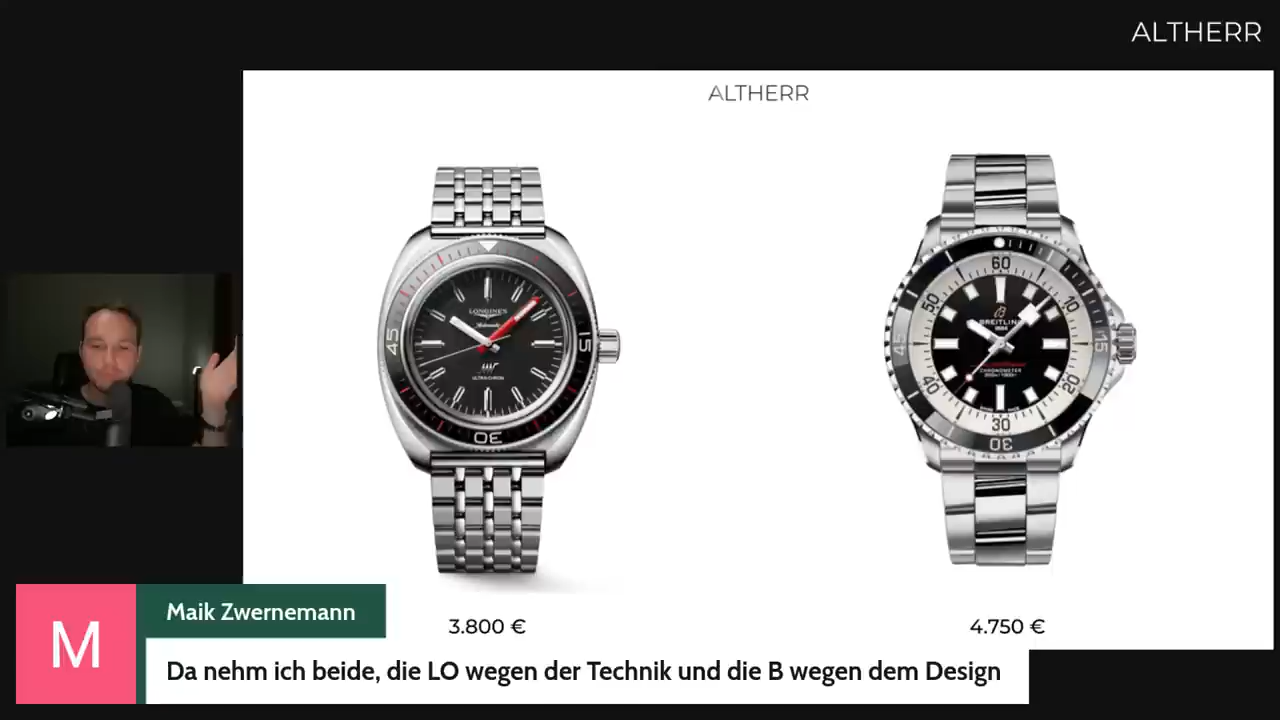 ALTHERR
ALTHERR
LONGINES
Automatic
ULTRA-CHRON
45
15
30
BREITLING
1884
CHRONOMETER
60
50
10
45
15
40
20
30
30
3.800 €
4.750 €
M
Maik Zwernemann
Da nehm ich beide, die LO wegen der Technik und die B wegen dem Design